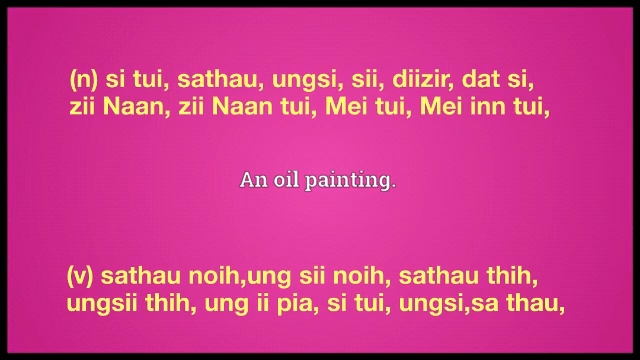 (n) si tui, sathau, ungsi, sii, diizir, dat si,
zii Naan, zii Naan tui, Mei tui, Mei inn tui,
An oil painting.
(v) sathau noih,ung sii noih, sathau thih,
ungsii thih, ung ii pia, si tui, ungsi,sa thau,